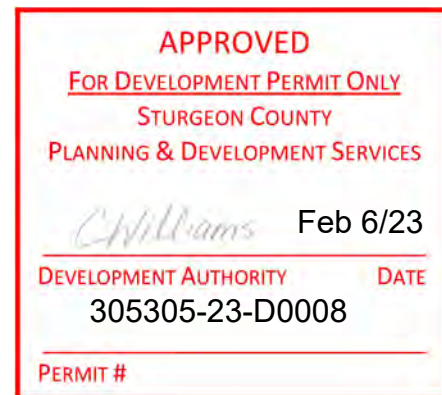 APPROVED
FOR DEVELOPMENT PERMIT ONLY
STURGEON COUNTY
PLANNING & DEVELOPMENT SERVICES
CWilliams Feb 6/23
DEVELOPMENT AUTHORITY DATE
305305-23-D0008
PERMIT #